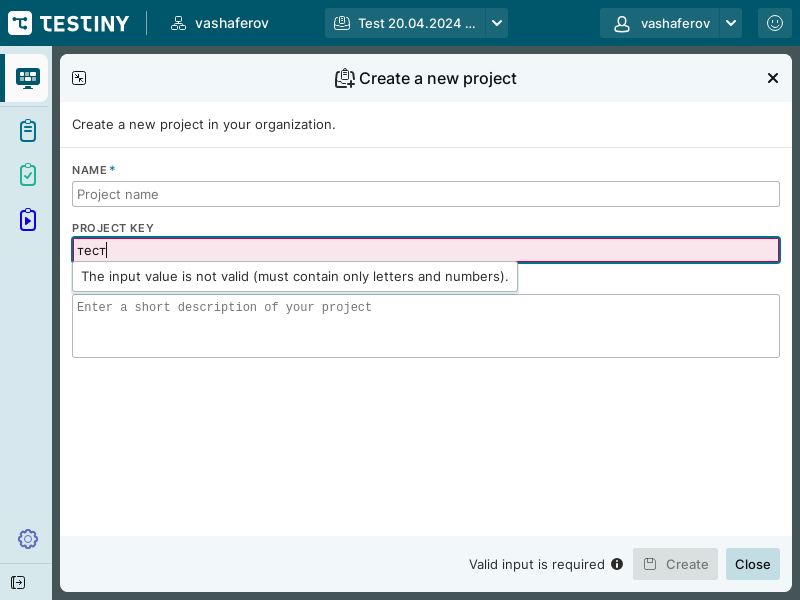 TESTINY
vashaferov
Test 20.04.2024 ...
vashaferov
Create a new project
Create a new project in your organization.
NAME *
Project name
PROJECT KEY
тест
The input value is not valid (must contain only letters and numbers).
Enter a short description of your project
Valid input is required
Create
Close